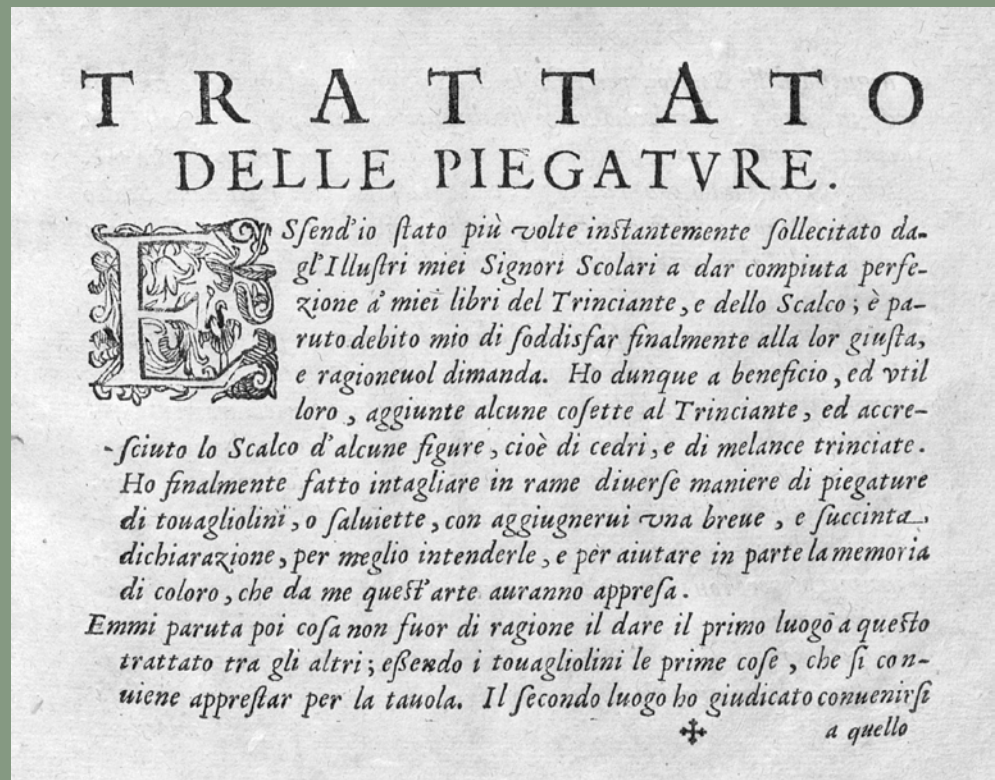 TRATTATO
DELLE PIEGATVRE.
ESſend'io ſtato più volte inſtantemente ſollecitato da-
gl'Illuſtri miei Signori Scolari a dar compiuta perfe-
zione a' miei libri del Trinciante, e dello Scalco; è pa-
ruto debito mio di ſoddisfar finalmente alla lor giuſta,
e ragioneuol dimanda. Ho dunque a beneficio, ed vtil
loro, aggiunte alcune coſette al Trinciante, ed accre-
ſciuto lo Scalco d'alcune figure, cioè di cedri, e di melance trinciate.
Ho finalmente fatto intagliare in rame diuerſe maniere di piegature
di touagliolini, o ſaluiette, con aggiugnerui vna breue, e ſuccinta
dichiarazione, per meglio intenderle, e per aiutare in parte la memoria
di coloro, che da me queſt'arte auranno appreſa.
Emmi paruta poi coſa non fuor di ragione il dare il primo luogo a queſto
trattato tra gli altri; eſſendo i touagliolini le prime coſe, che ſi con-
uiene appreſtar per la tauola. Il ſecondo luogo ho giudicato conuenirſi
✣ a quello